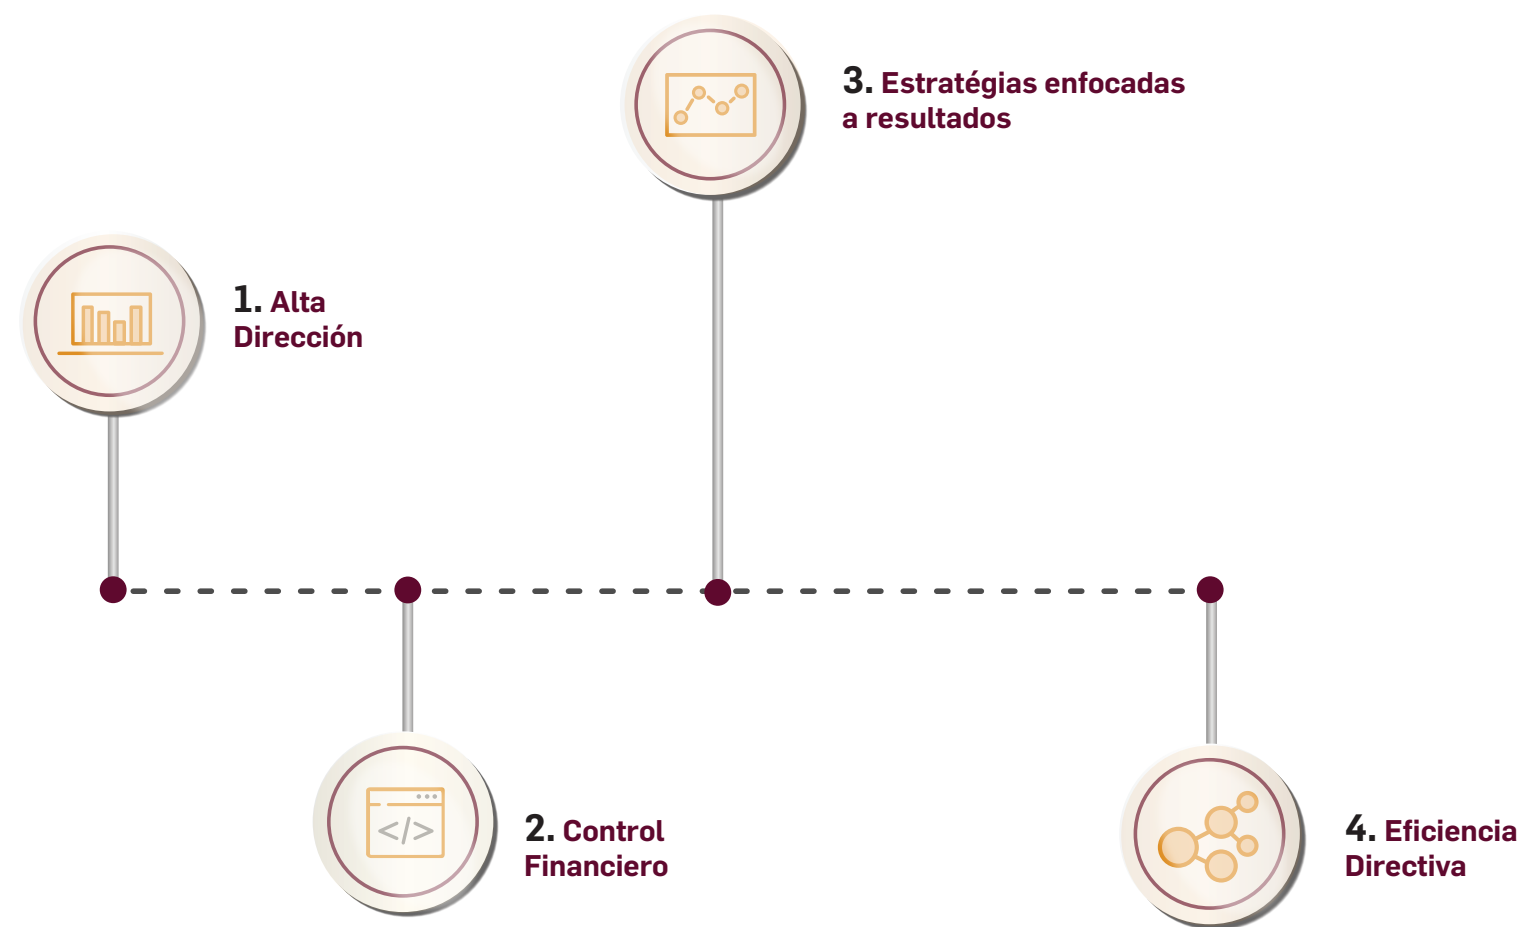 1. Alta
Dirección
2. Control
Financiero
3. Estratégias enfocadas
a resultados
4. Eficiencia
Directiva